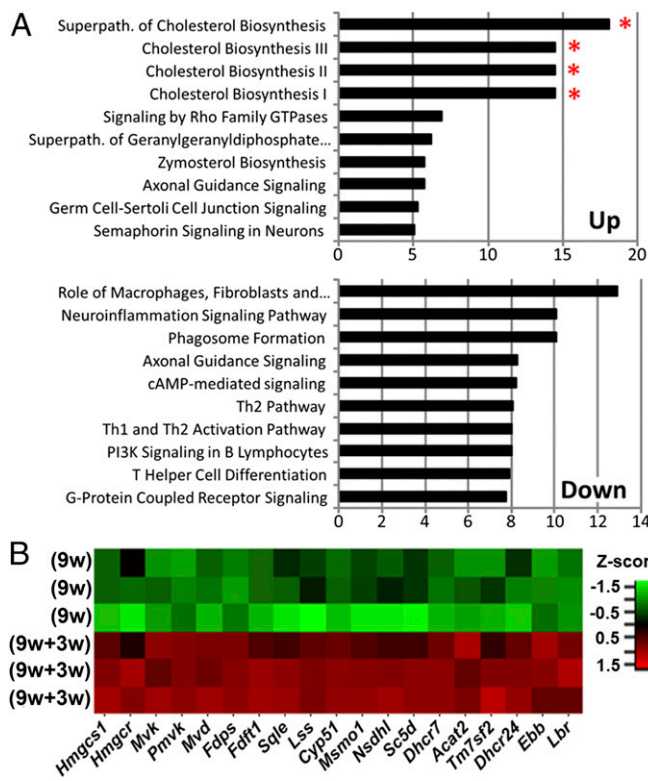 A
Superpath. of Cholesterol Biosynthesis *
Cholesterol Biosynthesis III *
Cholesterol Biosynthesis II *
Cholesterol Biosynthesis I *
Signaling by Rho Family GTPases
Superpath. of Geranylgeranyldiphosphate...
Zymosterol Biosynthesis
Axonal Guidance Signaling
Germ Cell-Sertoli Cell Junction Signaling
Semaphorin Signaling in Neurons
Up
0 5 10 15 20
Role of Macrophages, Fibroblasts and...
Neuroinflammation Signaling Pathway
Phagosome Formation
Axonal Guidance Signaling
cAMP-mediated signaling
Th2 Pathway
Th1 and Th2 Activation Pathway
PI3K Signaling in B Lymphocytes
T Helper Cell Differentiation
G-Protein Coupled Receptor Signaling
Down
0 2 4 6 8 10 12 14
B
(9w)
(9w)
(9w)
(9w+3w)
(9w+3w)
(9w+3w)
Z-score
-1.5
-0.5
0.5
1.5
Hmgcs1 Hmgcr Mvk Pmvk Mvd Fdps Fdft1 Sqle Lss Cyp51 Msmo1 Nsdhl Sc5d Dhcr7 Acat2 Tm7sf2 Dhcr24 Ebb Lbr